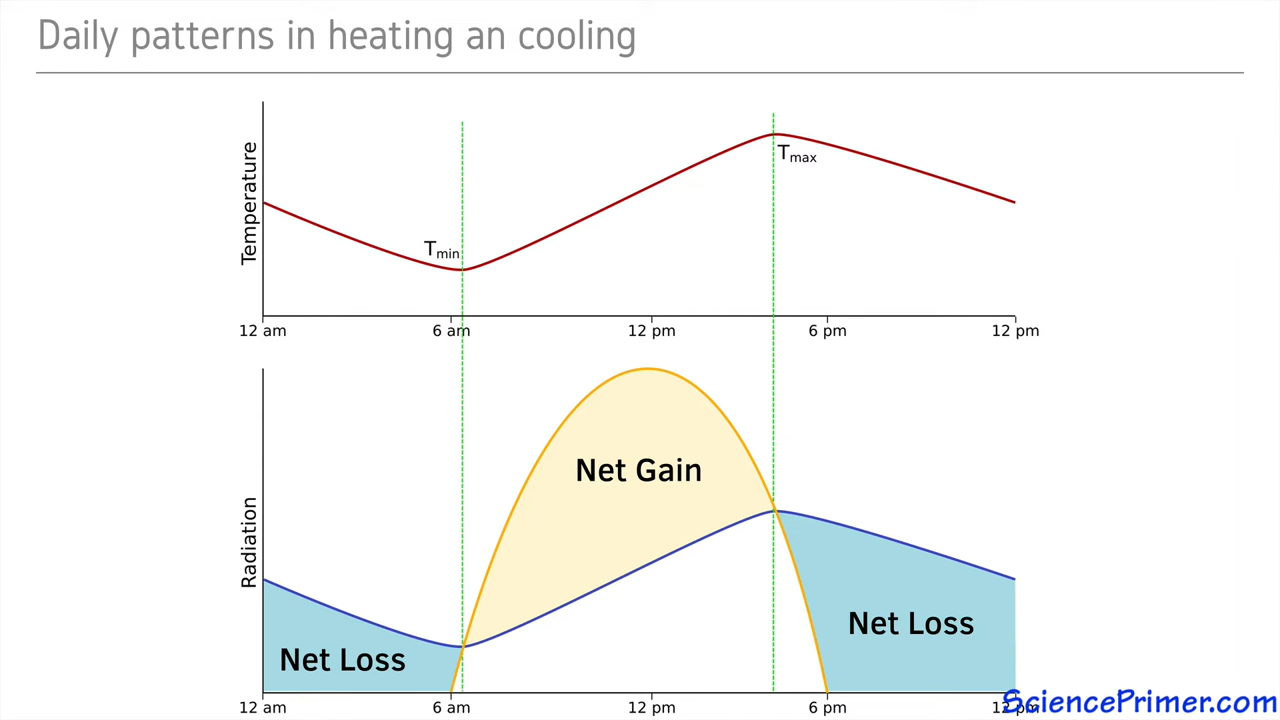 Daily patterns in heating an cooling
Temperature
Tmin
Tmax
12 am 6 am 12 pm 6 pm 12 pm
Radiation
Net Gain
Net Loss
Net Loss
12 am 6 am 12 pm 6 pm 12 pm
SciencePrimer.com